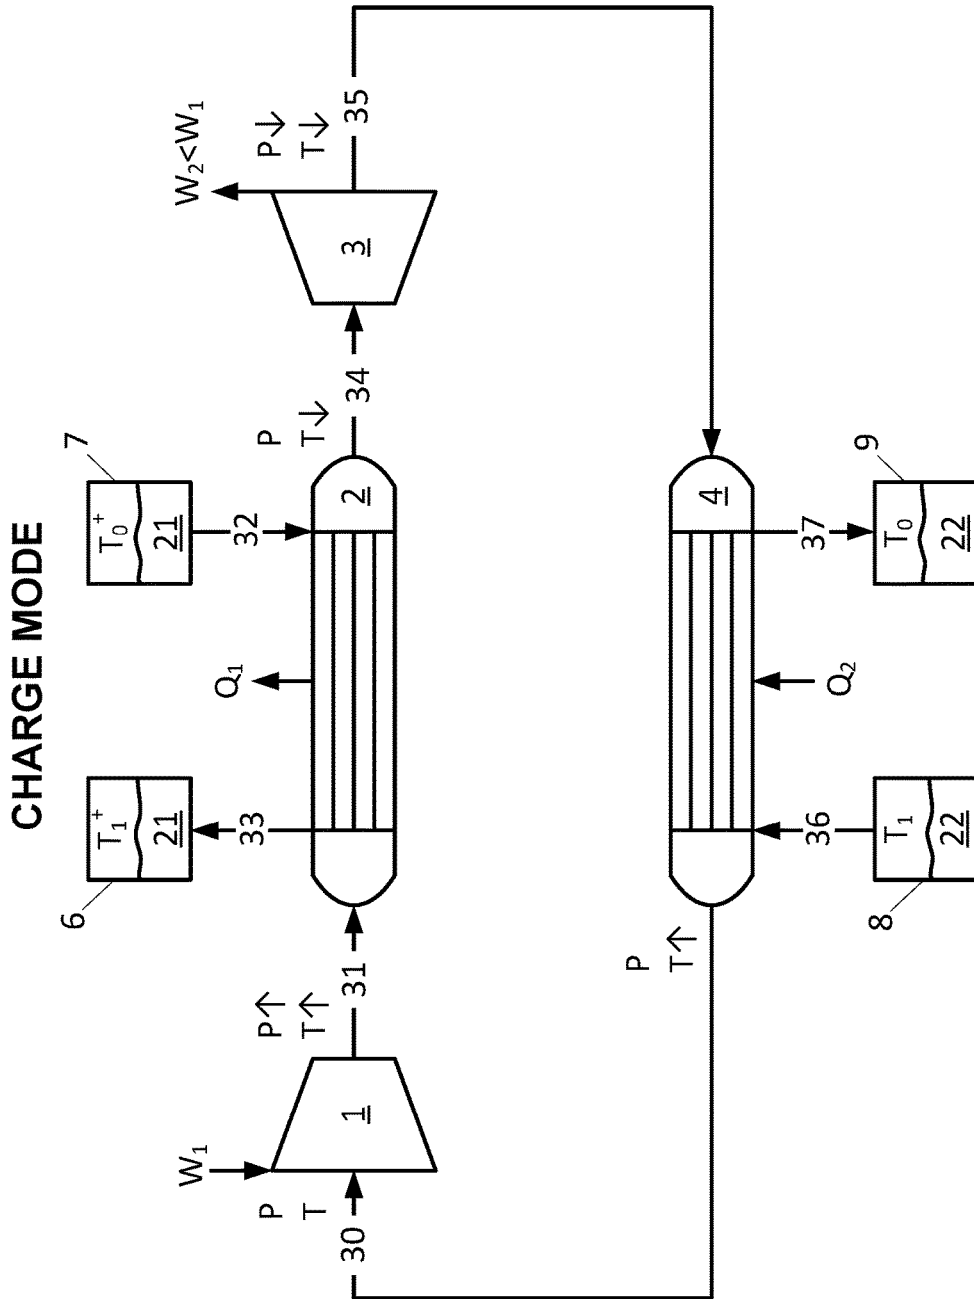 CHARGE MODE
6
7
T₁⁺
T₀⁺
21
21
W₁
W₂<W₁
Q₁
33
32
P
P↑
P
P↓
T
T↑
T↓
T↓
30
1
31
2
34
3
35
P
T↑
4
36
37
Q₂
8
9
T₁
T₀
22
22